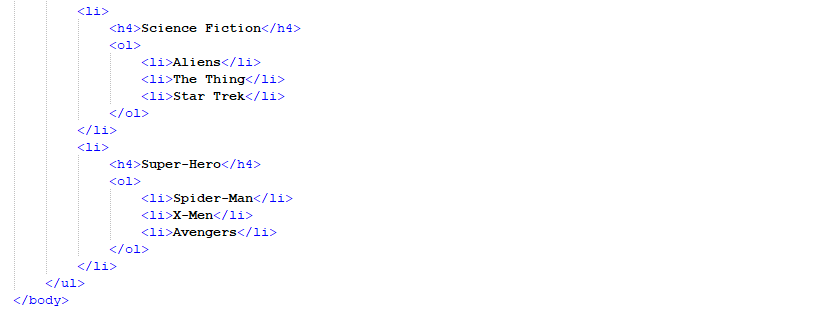 <li>
<h4>Science Fiction</h4>
<ol>
<li>Aliens</li>
<li>The Thing</li>
<li>Star Trek</li>
</ol>
</li>
<li>
<h4>Super-Hero</h4>
<ol>
<li>Spider-Man</li>
<li>X-Men</li>
<li>Avengers</li>
</ol>
</li>
</ul>
</body>